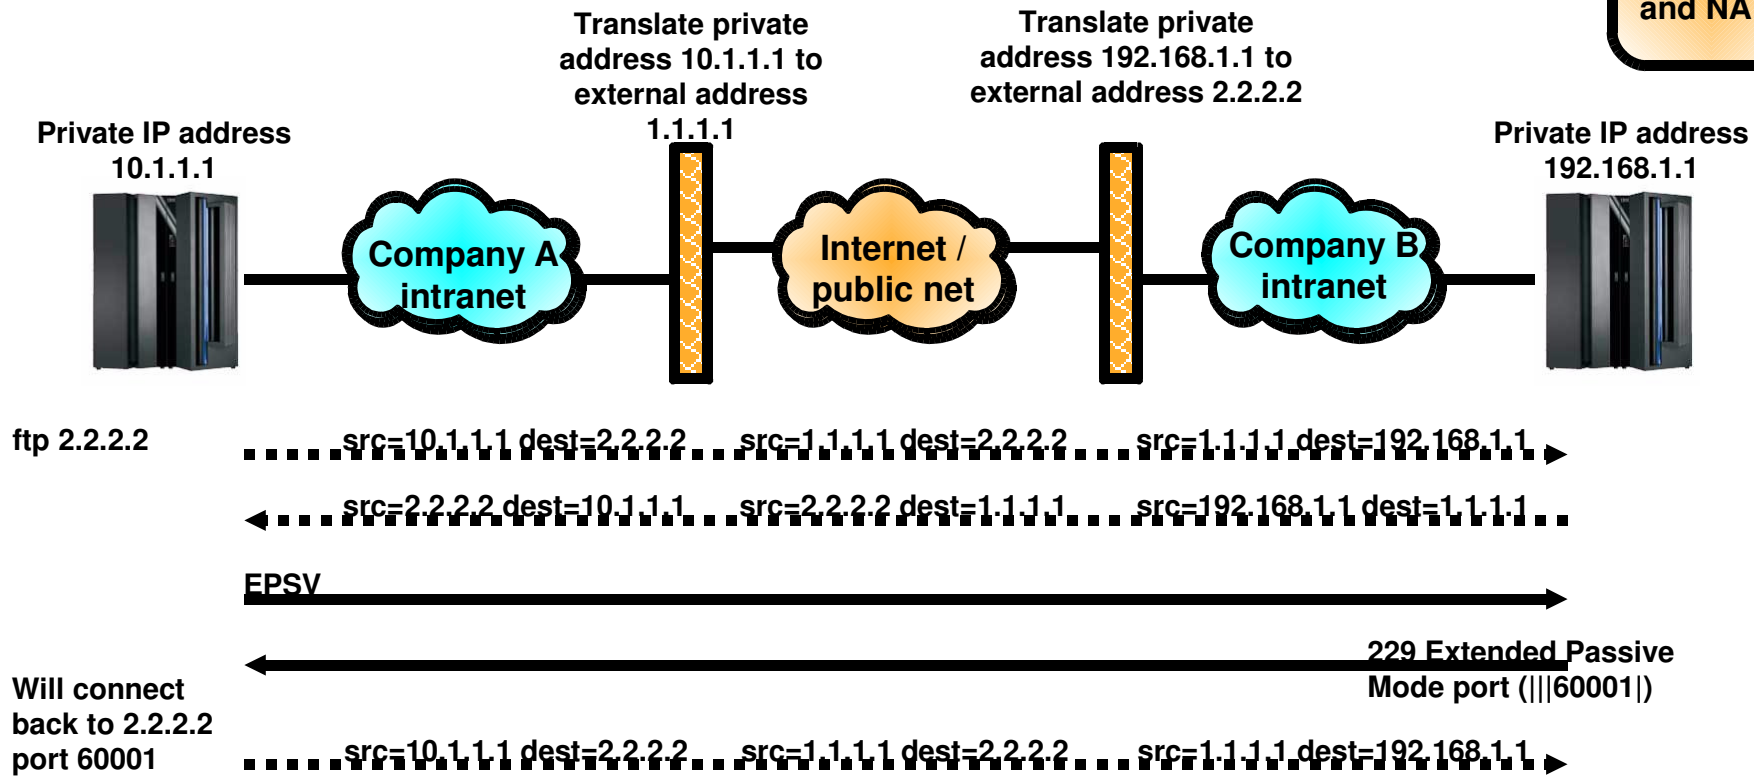 and NA
Translate private
address 10.1.1.1 to
external address
1.1.1.1
Translate private
address 192.168.1.1 to
external address 2.2.2.2
Private IP address
10.1.1.1
Private IP address
192.168.1.1
Company A
intranet
Internet /
public net
Company B
intranet
ftp 2.2.2.2
src=10.1.1.1 dest=2.2.2.2 src=1.1.1.1 dest=2.2.2.2 src=1.1.1.1 dest=192.168.1.1
src=2.2.2.2 dest=10.1.1.1 src=2.2.2.2 dest=1.1.1.1 src=192.168.1.1 dest=1.1.1.1
EPSV
229 Extended Passive
Mode port (|||60001|)
Will connect
back to 2.2.2.2
port 60001
src=10.1.1.1 dest=2.2.2.2 src=1.1.1.1 dest=2.2.2.2 src=1.1.1.1 dest=192.168.1.1